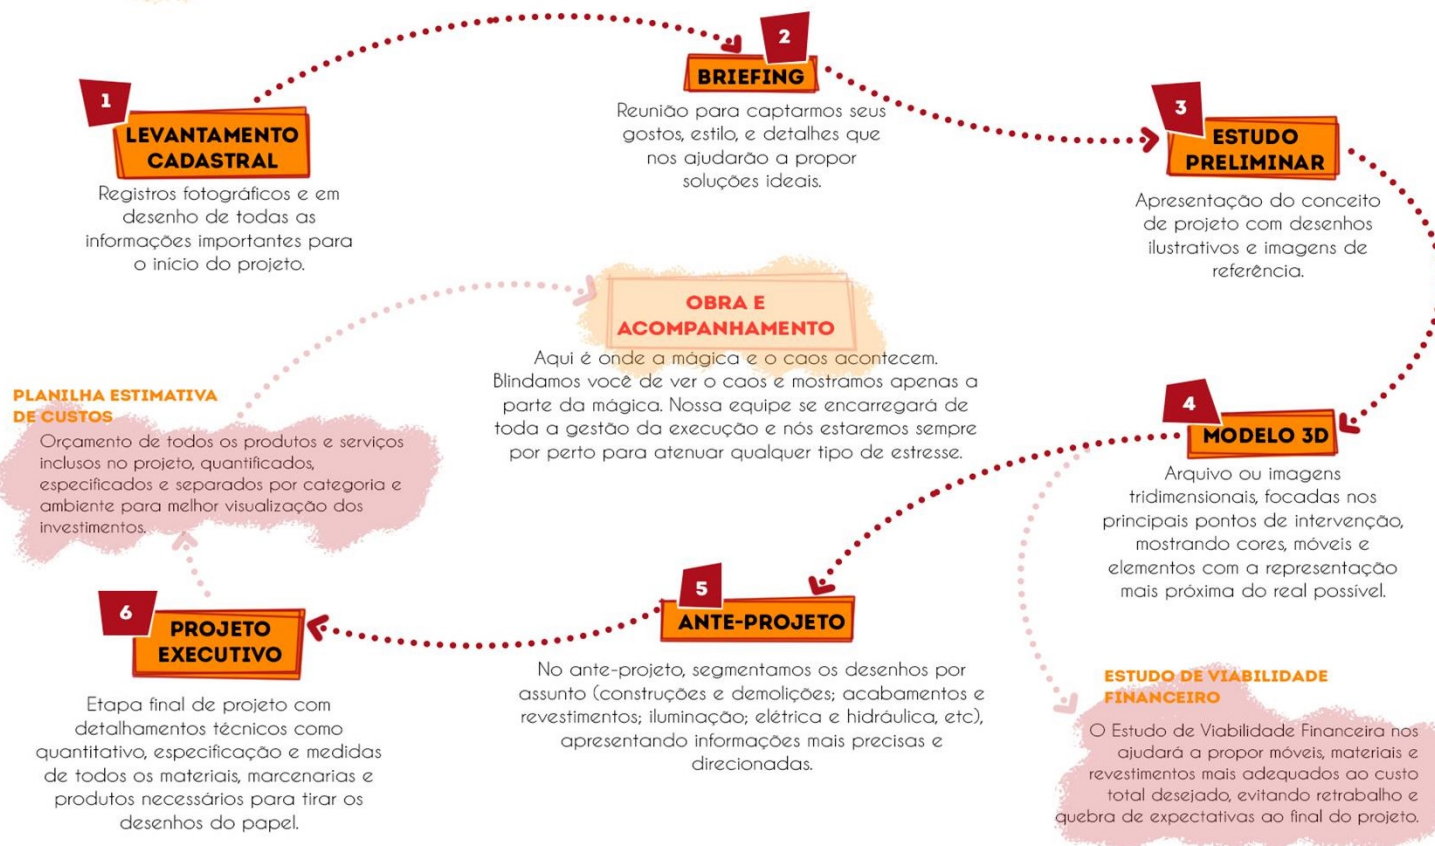 1
LEVANTAMENTO
CADASTRAL
Registros fotográficos e em
desenho de todas as
informações importantes para
o início do projeto.
2
BRIEFING
Reunião para captarmos seus
gostos, estilo, e detalhes que
nos ajudarão a propor
soluções ideais.
3
ESTUDO
PRELIMINAR
Apresentação do conceito
de projeto com desenhos
ilustrativos e imagens de
referência.
4
MODELO 3D
Arquivo ou imagens
tridimensional, focadas nos
principais pontos de intervenção,
mostrando cores, móveis e
elementos com a representação
mais próxima do real possível.
ESTUDO DE VIABILIDADE
FINANCEIRO
O Estudo de Viabilidade Financeira nos
ajudará a propor móveis, materiais e
revestimentos mais adequados ao custo
total desejado, evitando retrabalho e
quebra de expectativas ao final do projeto.
5
ANTE-PROJETO
No ante-projeto, segmentamos os desenhos por
assunto (construções e demolições; acabamentos e
revestimentos; iluminação; elétrica e hidráulica, etc),
apresentando informações mais precisas e
direcionadas.
6
PROJETO
EXECUTIVO
Etapa final de projeto com
detalhamentos técnicos como
quantitativo, especificação e medidas
de todos os materiais, marcenarias e
produtos necessários para tirar os
desenhos do papel.
PLANILHA ESTIMATIVA
DE CUSTOS
Orçamento de todos os produtos e serviços
inclusos no projeto, quantificados,
especificados e separados por categoria e
ambiente para melhor visualização dos
investimentos.
OBRA E
ACOMPANHAMENTO
Aqui é onde a mágica e o caos acontecem.
Blindamos você de ver o caos e mostramos apenas a
parte da mágica. Nossa equipe se encarregará de
toda a gestão da execução e nós estaremos sempre
por perto para atenuar qualquer tipo de estresse.